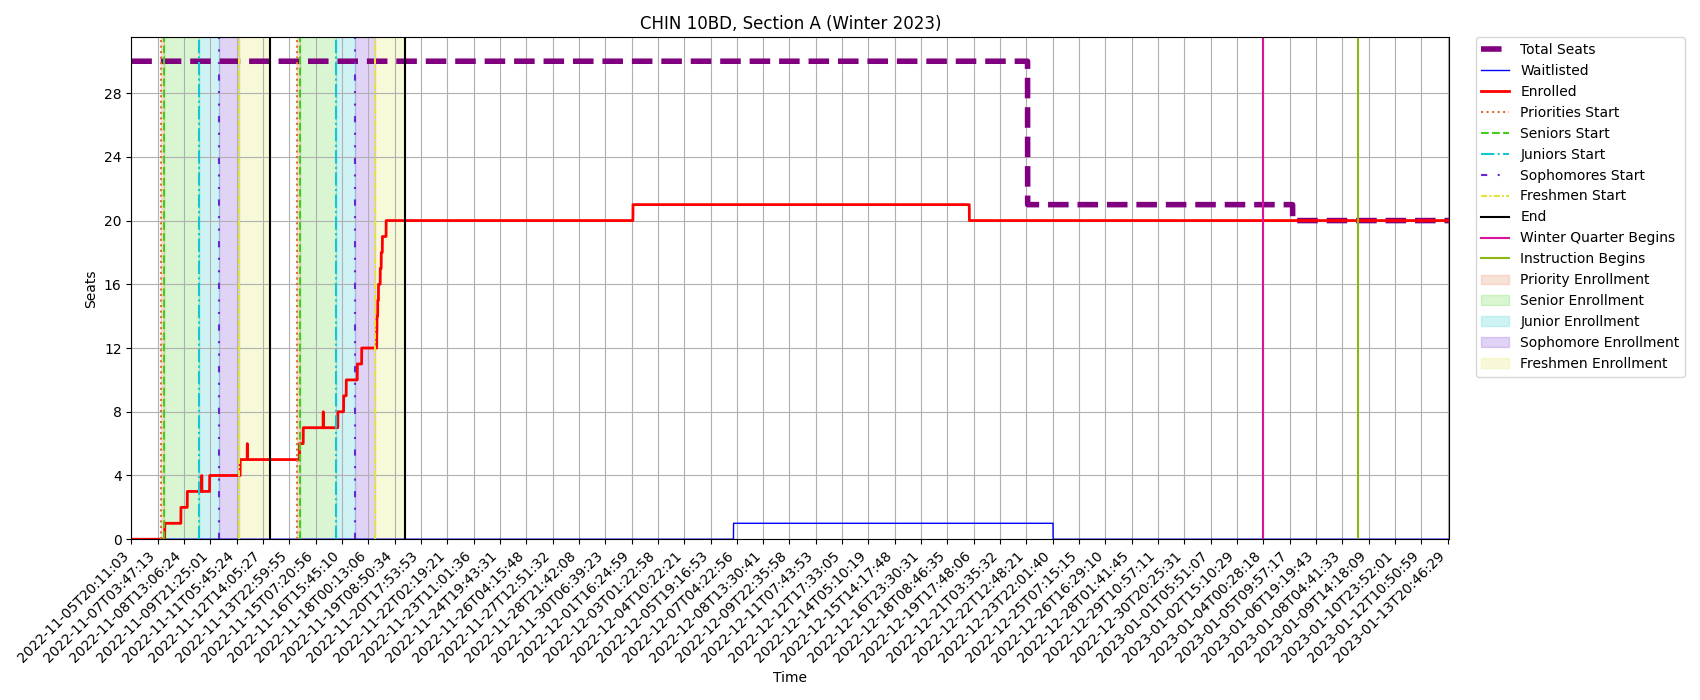 CHIN 10BD, Section A (Winter 2023)
Seats
28
24
20
16
12
8
4
0
2022-11-05T20:11:03
2022-11-07T03:47:13
2022-11-08T13:06:24
2022-11-09T21:25:01
2022-11-11T05:45:24
2022-11-12T14:05:27
2022-11-13T22:59:55
2022-11-15T07:20:56
2022-11-16T15:45:10
2022-11-18T00:13:06
2022-11-19T08:50:34
2022-11-20T17:53:53
2022-11-22T02:19:21
2022-11-23T11:01:36
2022-11-24T19:43:31
2022-11-26T04:15:48
2022-11-27T12:51:32
2022-11-28T21:42:08
2022-11-30T06:39:23
2022-12-01T16:24:59
2022-12-03T01:22:58
2022-12-04T10:22:21
2022-12-05T19:16:53
2022-12-07T04:22:56
2022-12-08T13:30:41
2022-12-09T22:35:58
2022-12-11T07:43:53
2022-12-12T17:33:05
2022-12-14T05:10:19
2022-12-15T14:17:48
2022-12-16T23:30:31
2022-12-18T08:46:35
2022-12-19T17:48:06
2022-12-21T03:35:32
2022-12-22T12:48:21
2022-12-23T22:01:40
2022-12-25T07:15:15
2022-12-26T16:29:10
2022-12-28T01:41:45
2022-12-29T10:57:11
2022-12-30T20:25:31
2023-01-01T05:51:07
2023-01-02T15:10:29
2023-01-04T00:28:18
2023-01-05T09:57:17
2023-01-06T19:19:43
2023-01-08T04:41:33
2023-01-09T14:18:09
2023-01-10T23:52:01
2023-01-12T10:50:59
2023-01-13T20:46:29
Time
Total Seats
Waitlisted
Enrolled
Priorities Start
Seniors Start
Juniors Start
Sophomores Start
Freshmen Start
End
Winter Quarter Begins
Instruction Begins
Priority Enrollment
Senior Enrollment
Junior Enrollment
Sophomore Enrollment
Freshmen Enrollment